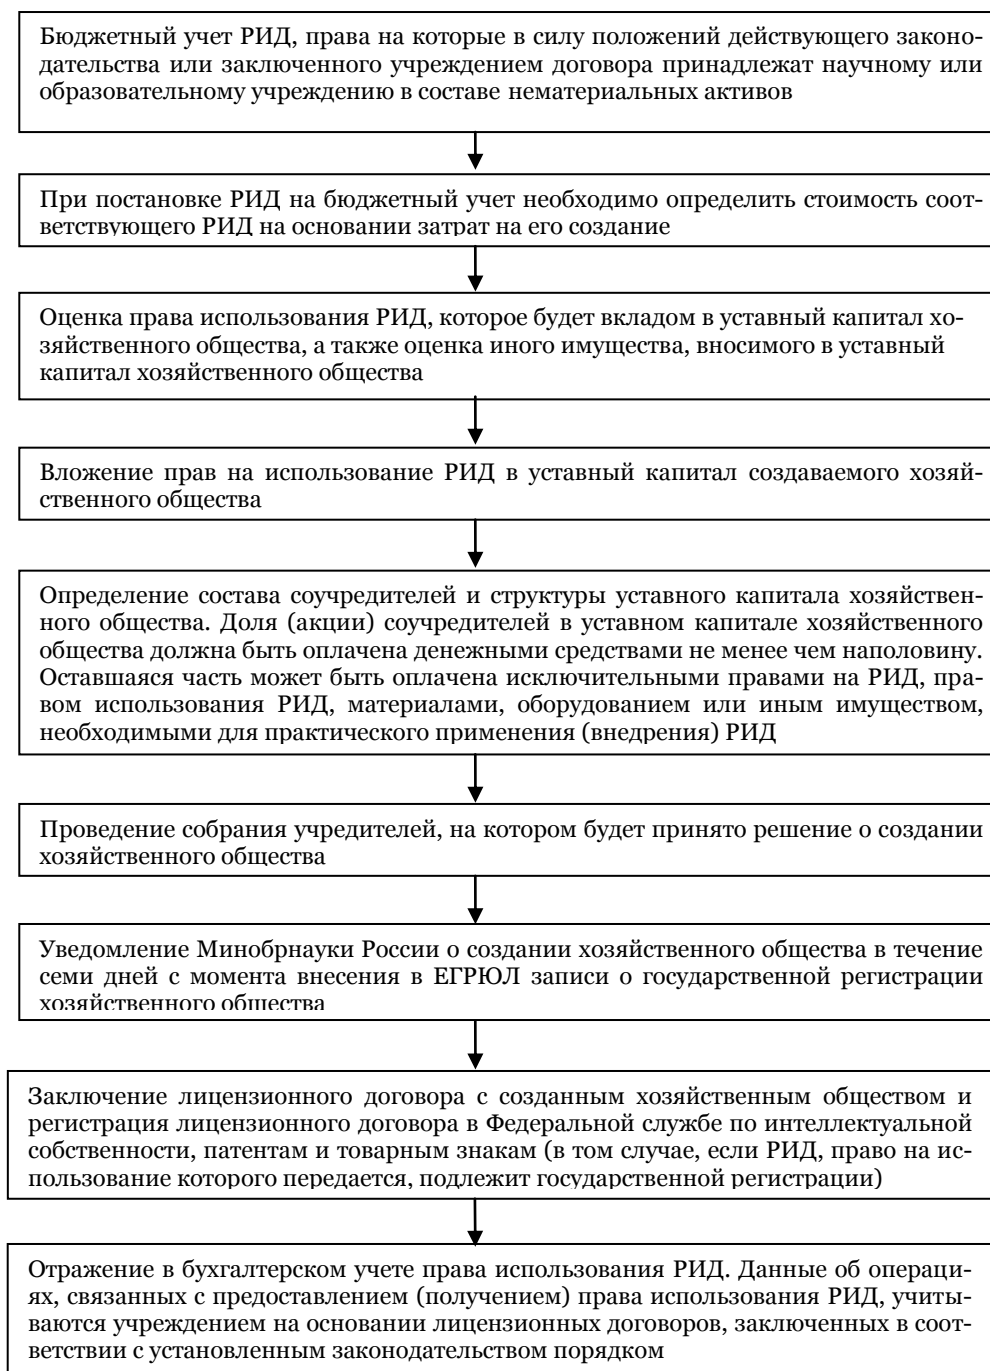 Бюджетный учет РИД, права на которые в силу положений действующего законо-
дательства или заключенного учреждением договора принадлежат научному или
образовательному учреждению в составе нематериальных активов
При постановке РИД на бюджетный учет необходимо определить стоимость соот-
ветствующего РИД на основании затрат на его создание
Оценка права использования РИД, которое будет вкладом в уставный капитал хо-
зяйственного общества, а также оценка иного имущества, вносимого в уставный
капитал хозяйственного общества
Вложение прав на использование РИД в уставный капитал создаваемого хозяй-
ственного общества
Определение состава соучредителей и структуры уставного капитала хозяйствен-
ного общества. Доля (акции) соучредителей в уставном капитале хозяйственного
общества должна быть оплачена денежными средствами не менее чем наполовину.
Оставшаяся часть может быть оплачена исключительными правами на РИД, пра-
вом использования РИД, материалами, оборудованием или иным имуществом,
необходимыми для практического применения (внедрения) РИД
Проведение собрания учредителей, на котором будет принято решение о создании
хозяйственного общества
Уведомление Минобрнауки России о создании хозяйственного общества в течение
семи дней с момента внесения в ЕГРЮЛ записи о государственной регистрации
хозяйственного общества
Заключение лицензионного договора с созданным хозяйственным обществом и
регистрация лицензионного договора в Федеральной службе по интеллектуальной
собственности, патентам и товарным знакам (в том случае, если РИД, право на ис-
пользование которого передается, подлежит государственной регистрации)
Отражение в бухгалтерском учете права использования РИД. Данные об операци-
ях, связанных с предоставлением (получением) права использования РИД, учиты-
ваются учреждением на основании лицензионных договоров, заключенных в соот-
ветствии с установленным законодательством порядком